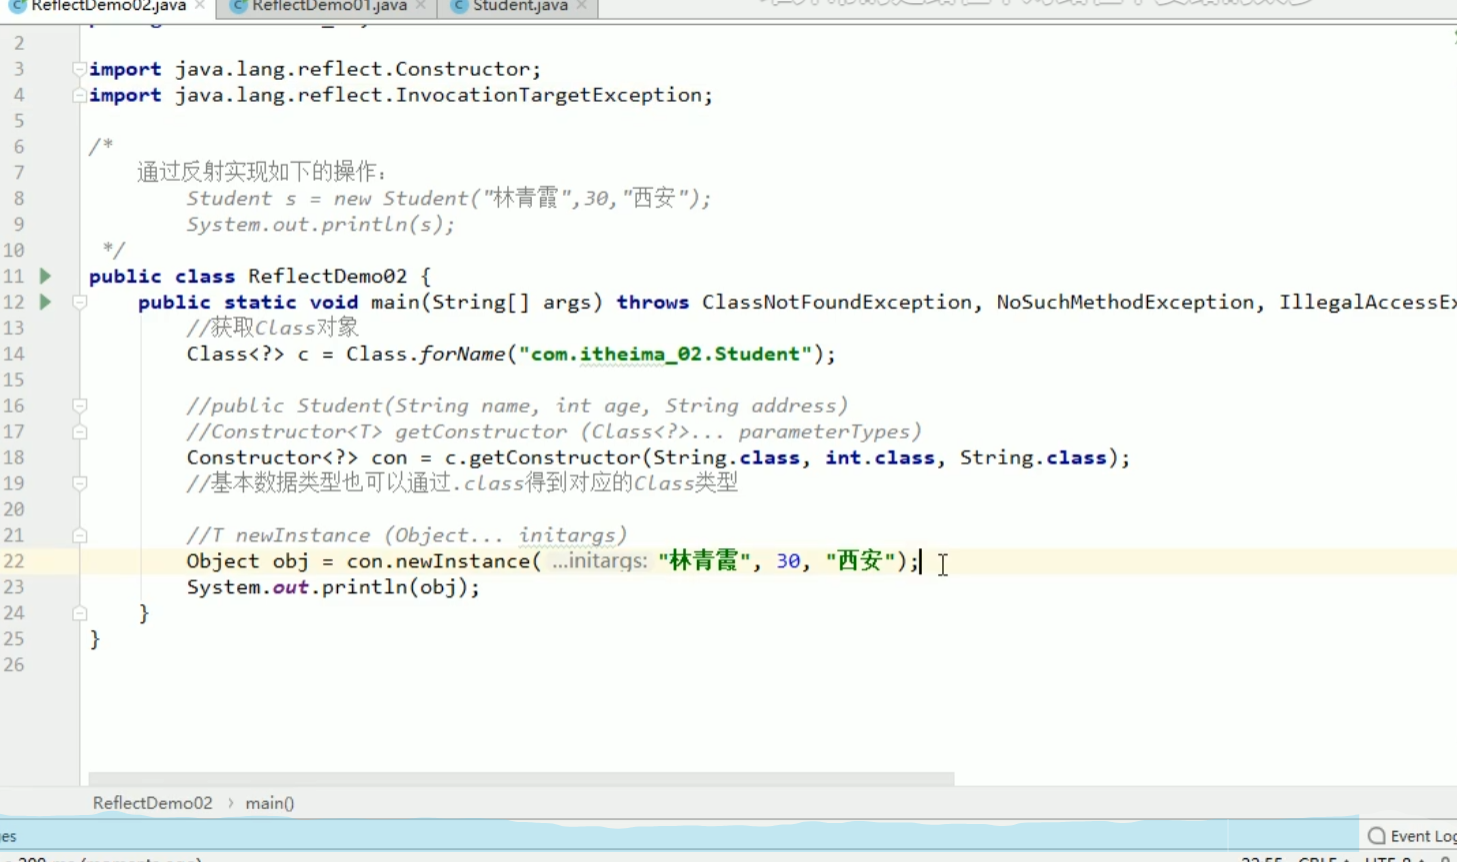 ReflectDemo02.java ReflectDemo01.java Student.java
2
3 import java.lang.reflect.Constructor;
4 import java.lang.reflect.InvocationTargetException;
5
6 /*
7 通过反射实现如下的操作:
8 Student s = new Student("林青霞",30,"西安");
9 System.out.println(s);
10 */
11 public class ReflectDemo02 {
12 public static void main(String[] args) throws ClassNotFoundException, NoSuchMethodException, IllegalAccessEx
13 //获取Class对象
14 Class<?> c = Class.forName("com.itheima_02.Student");
15
16 //public Student(String name, int age, String address)
17 //Constructor<T> getConstructor (Class<?>... parameterTypes)
18 Constructor<?> con = c.getConstructor(String.class, int.class, String.class);
19 //基本数据类型也可以通过.class得到对应的Class类型
20
21 //T newInstance (Object... initargs)
22 Object obj = con.newInstance( ...initargs: "林青霞", 30, "西安");
23 System.out.println(obj);
24 }
25 }
26
ReflectDemo02 › main()
es Event Log